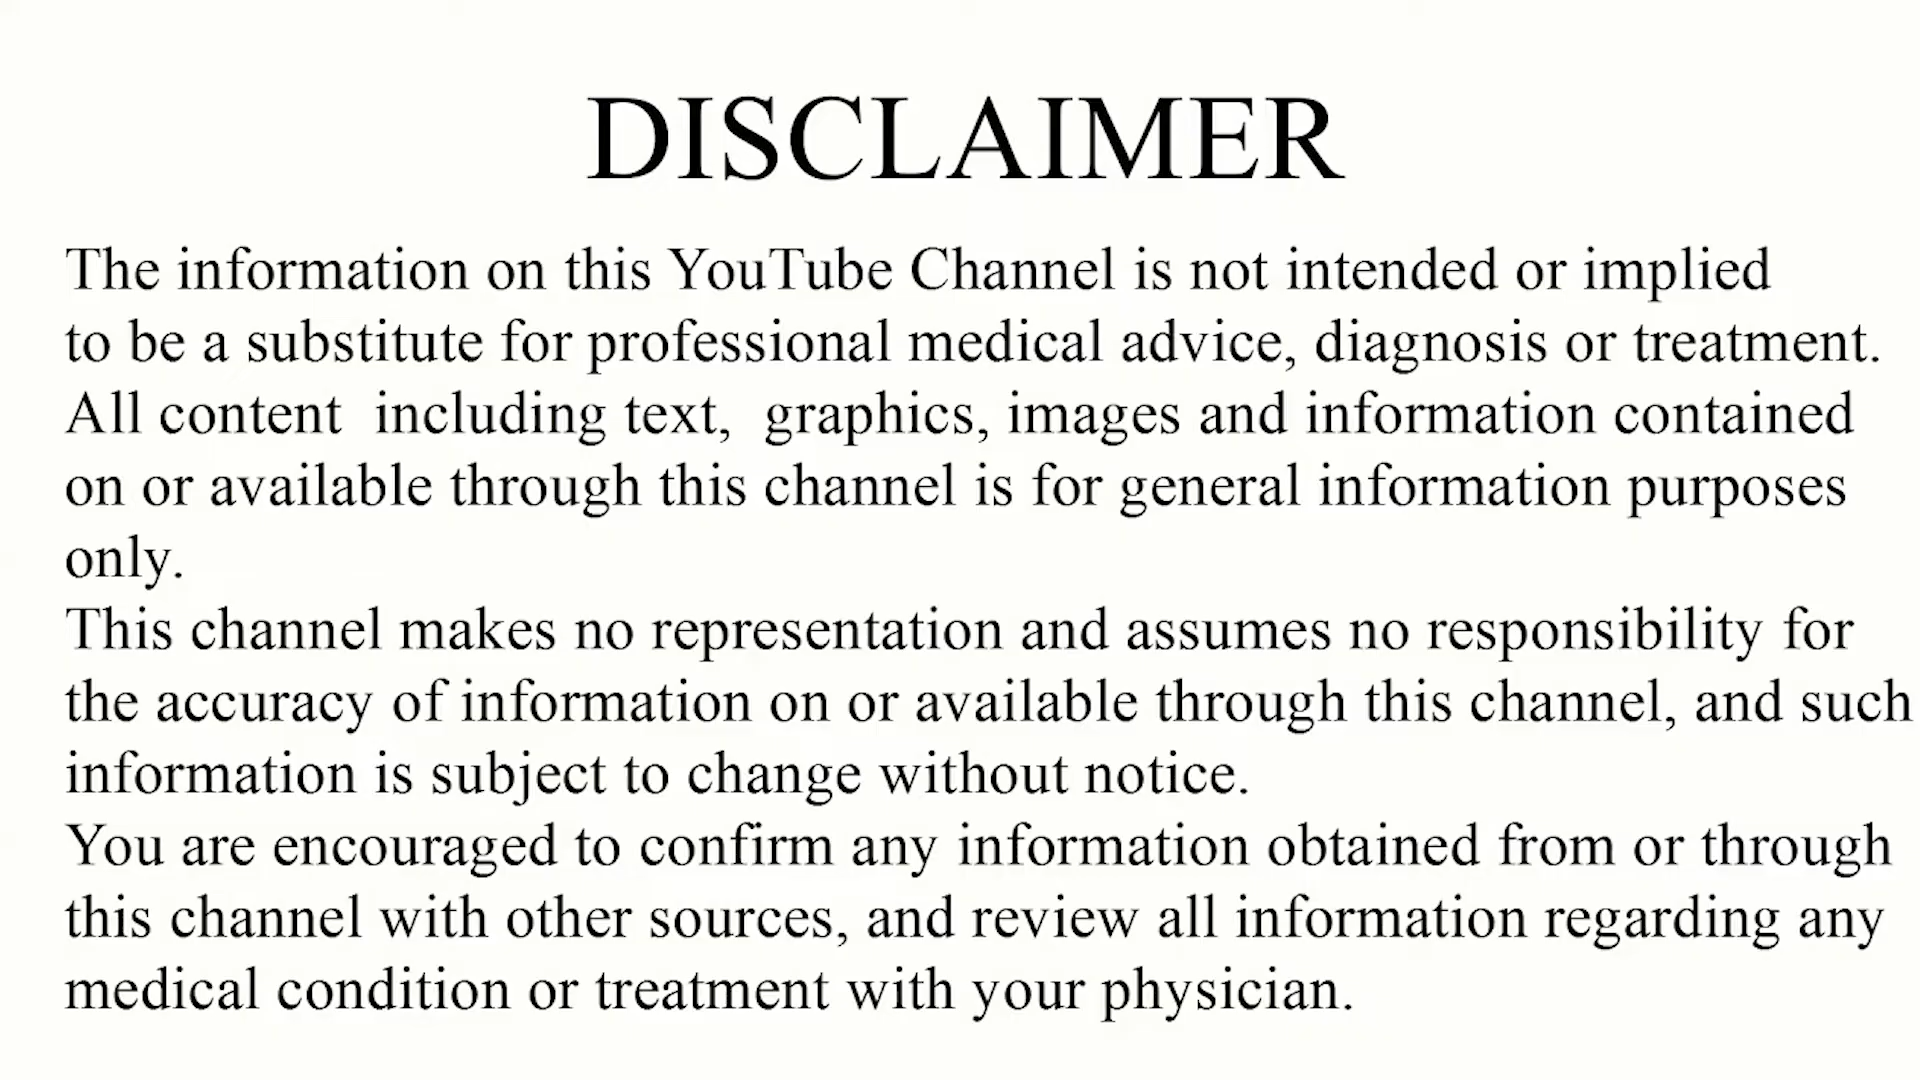 DISCLAIMER
The information on this YouTube Channel is not intended or implied
to be a substitute for professional medical advice, diagnosis or treatment.
All content  including text,  graphics, images and information contained
on or available through this channel is for general information purposes
only.
This channel makes no representation and assumes no responsibility for
the accuracy of information on or available through this channel, and such
information is subject to change without notice.
You are encouraged to confirm any information obtained from or through
this channel with other sources, and review all information regarding any
medical condition or treatment with your physician.